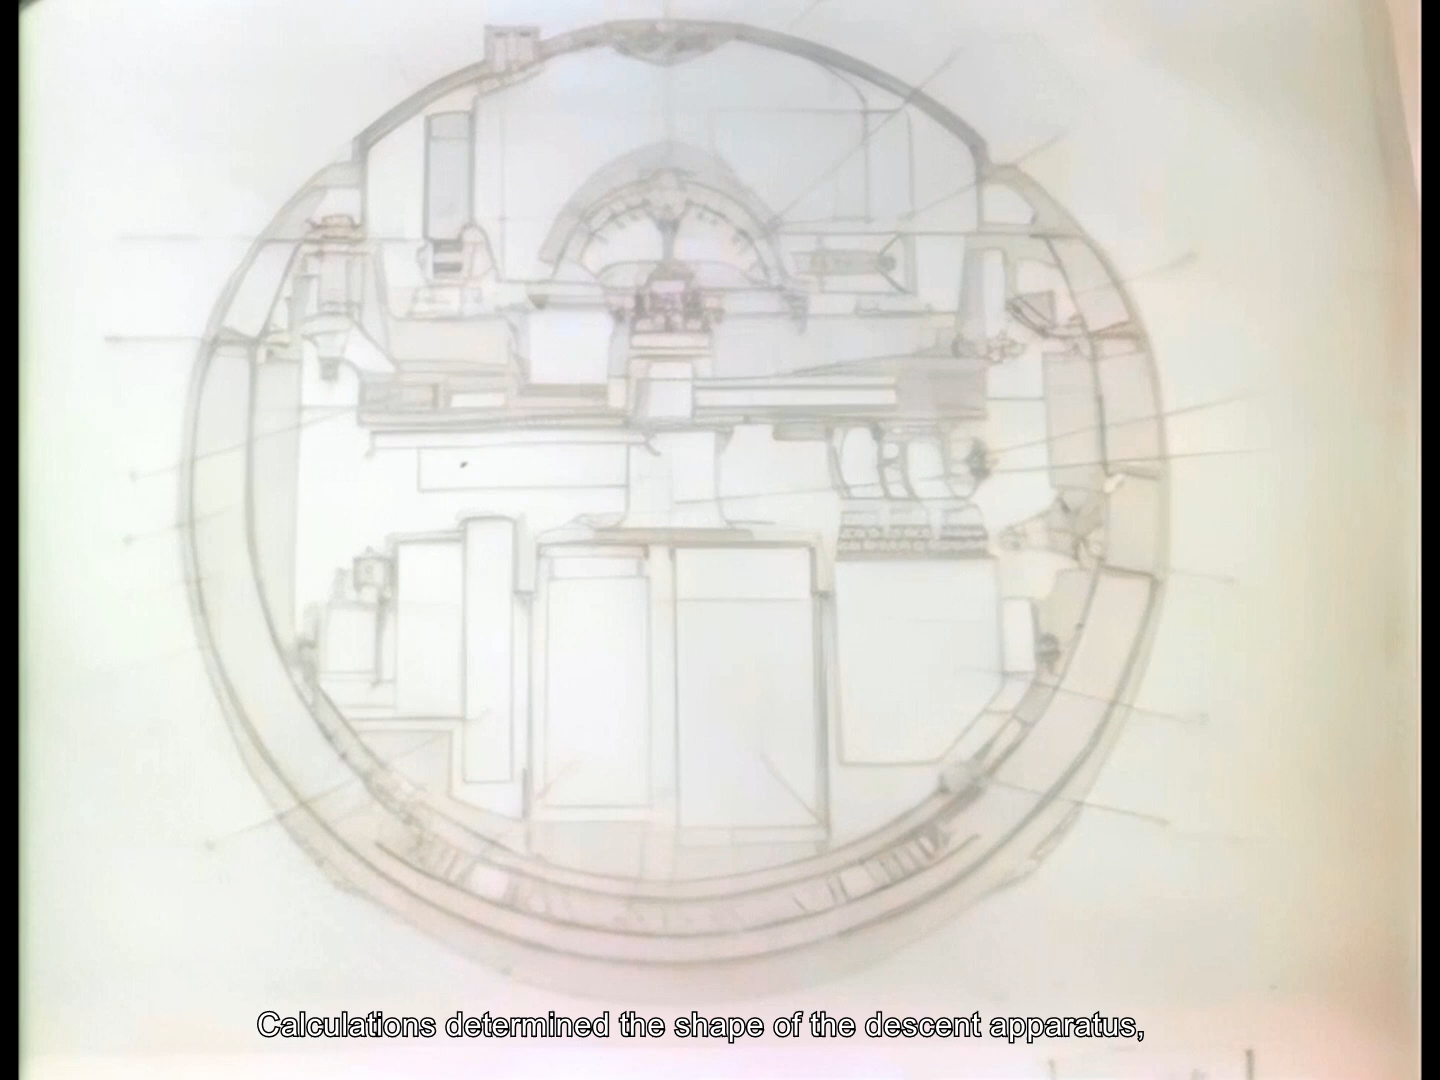 Calculations determined the shape of the descent apparatus,